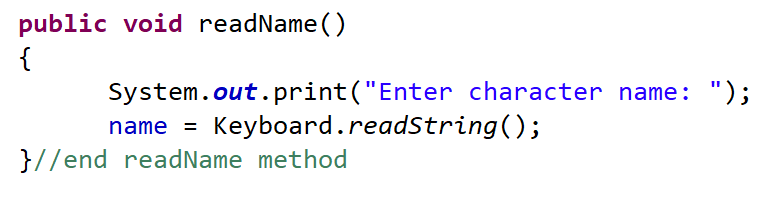 public void readName()
{
System.out.print("Enter character name: ");
name = Keyboard.readString();
}//end readName method